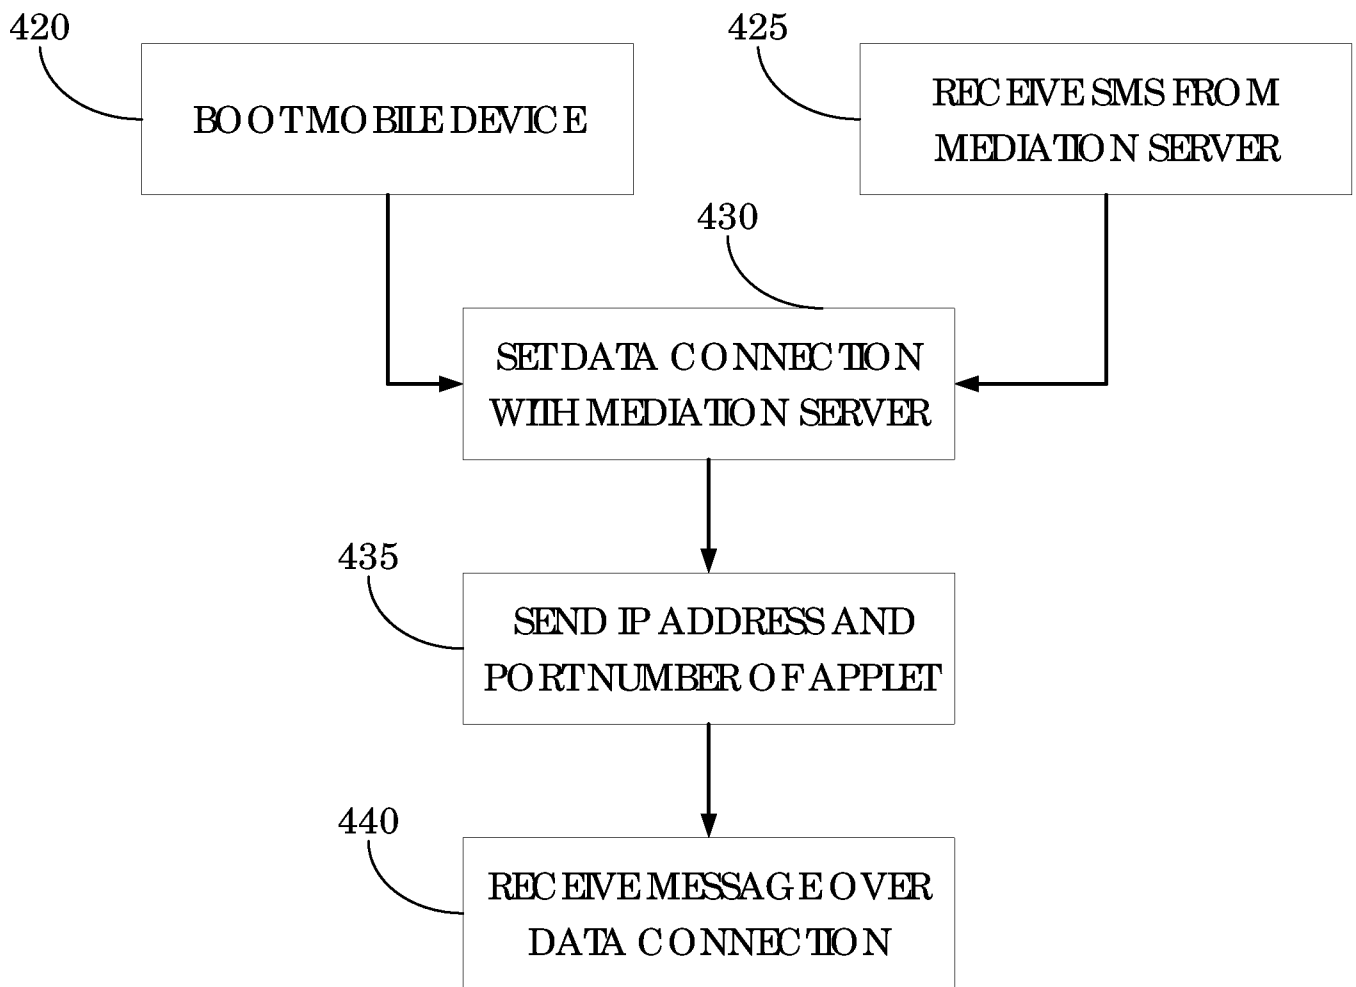 420
BOOT MOBILE DEVICE
425
RECEIVE SMS FROM
MEDIATION SERVER
430
SET DATA CONNECTION
WITH MEDIATION SERVER
435
SEND IP ADDRESS AND
PORT NUMBER OF APPLET
440
RECEIVE MESSAGE OVER
DATA CONNECTION